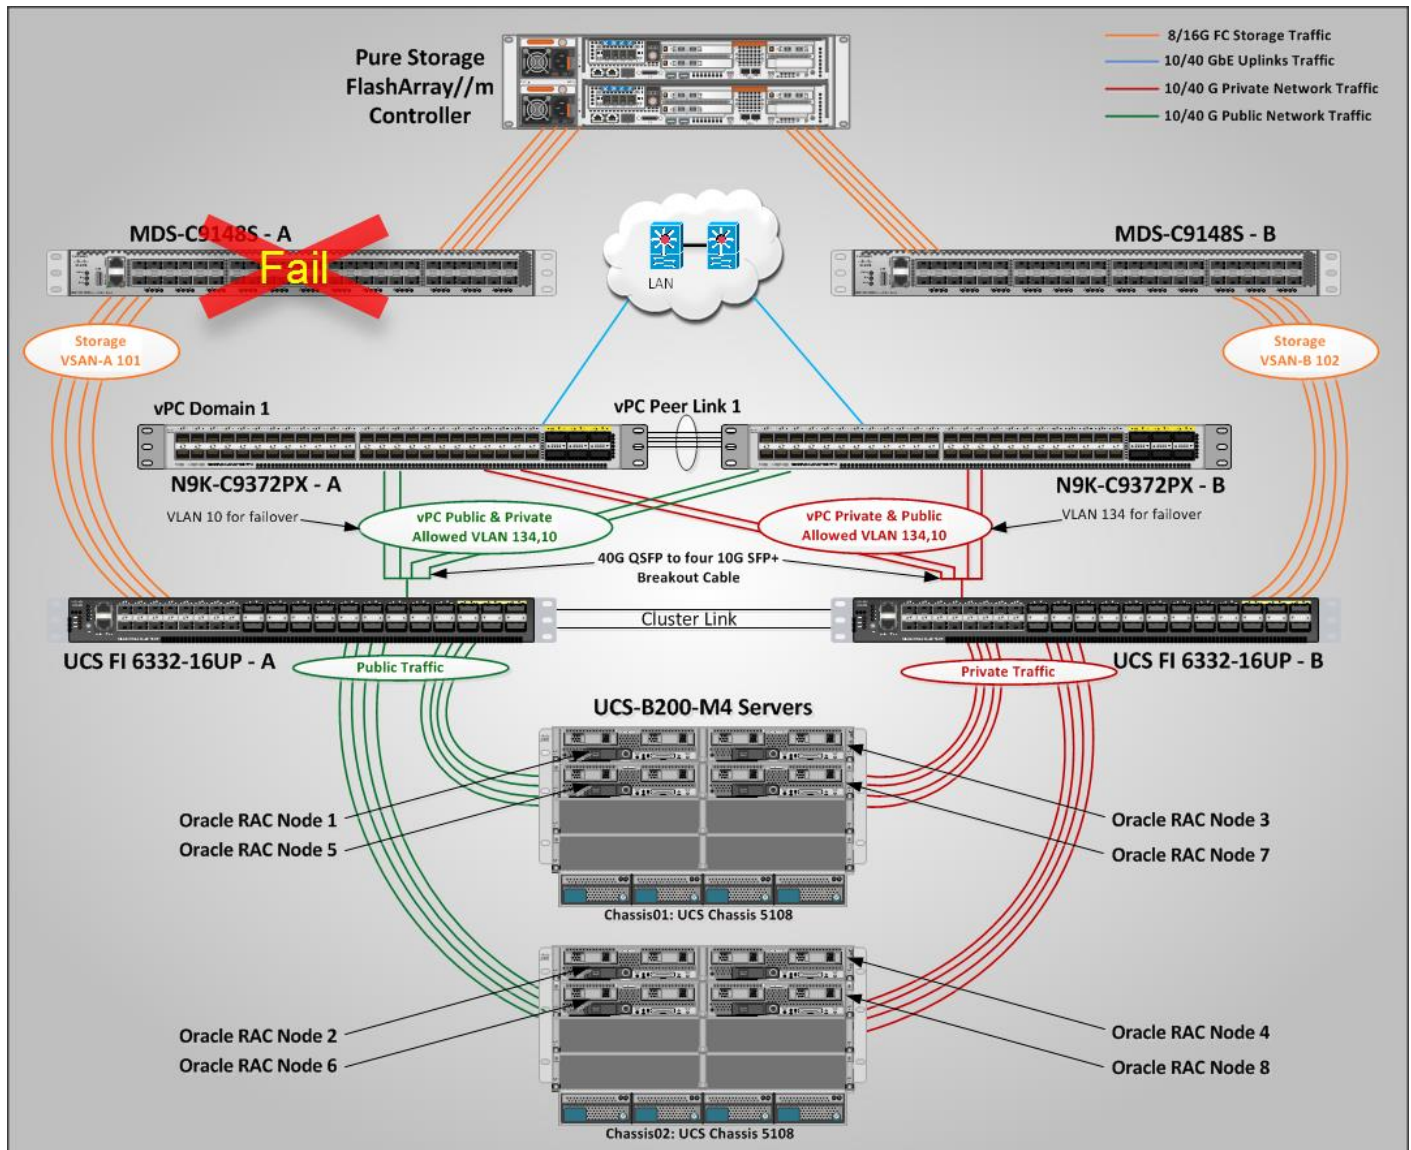 Pure Storage
FlashArray//m
Controller
8/16G FC Storage Traffic
10/40 GbE Uplinks Traffic
10/40 G Private Network Traffic
10/40 G Public Network Traffic
MDS-C9148S - A
Fail
LAN
MDS-C9148S - B
Storage
VSAN-A 101
Storage
VSAN-B 102
vPC Domain 1
vPC Peer Link 1
N9K-C9372PX - A
N9K-C9372PX - B
VLAN 10 for failover
vPC Public & Private
Allowed VLAN 134,10
vPC Private & Public
Allowed VLAN 134,10
VLAN 134 for failover
40G QSFP to four 10G SFP+
Breakout Cable
Cluster Link
UCS FI 6332-16UP - A
Public Traffic
Private Traffic
UCS FI 6332-16UP - B
UCS-B200-M4 Servers
Oracle RAC Node 1
Oracle RAC Node 5
Oracle RAC Node 3
Oracle RAC Node 7
Chassis01: UCS Chassis 5108
Oracle RAC Node 2
Oracle RAC Node 6
Oracle RAC Node 4
Oracle RAC Node 8
Chassis02: UCS Chassis 5108